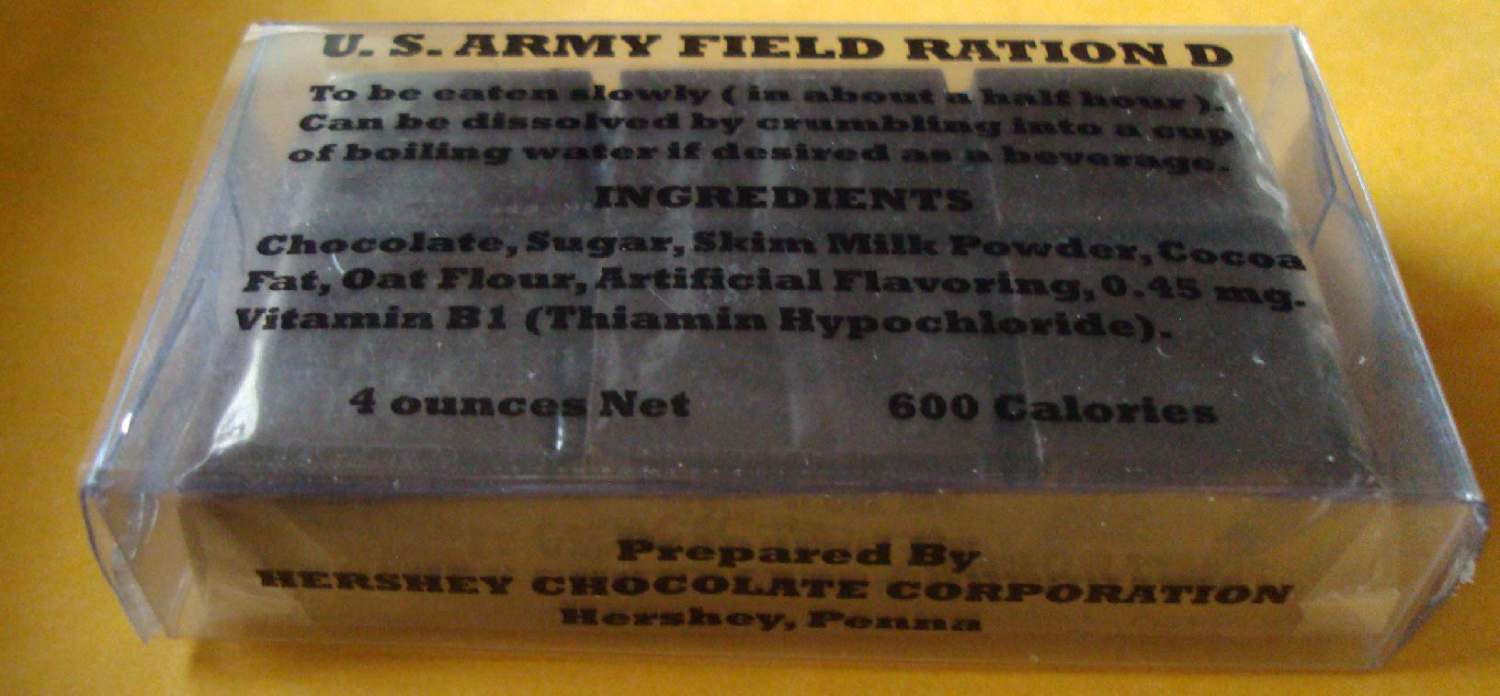 U. S. ARMY FIELD RATION D
To be eaten slowly ( in about a half hour ).
Can be dissolved by crumbling into a cup
of boiling water if desired as a beverage.
INGREDIENTS
Chocolate, Sugar, Skim Milk Powder, Cocoa
Fat, Oat Flour, Artificial Flavoring, 0.45 mg.
Vitamin B1 (Thiamin Hypochloride).
4 ounces Net 600 Calories
Prepared By
HERSHEY CHOCOLATE CORPORATION
Hershey, Penna